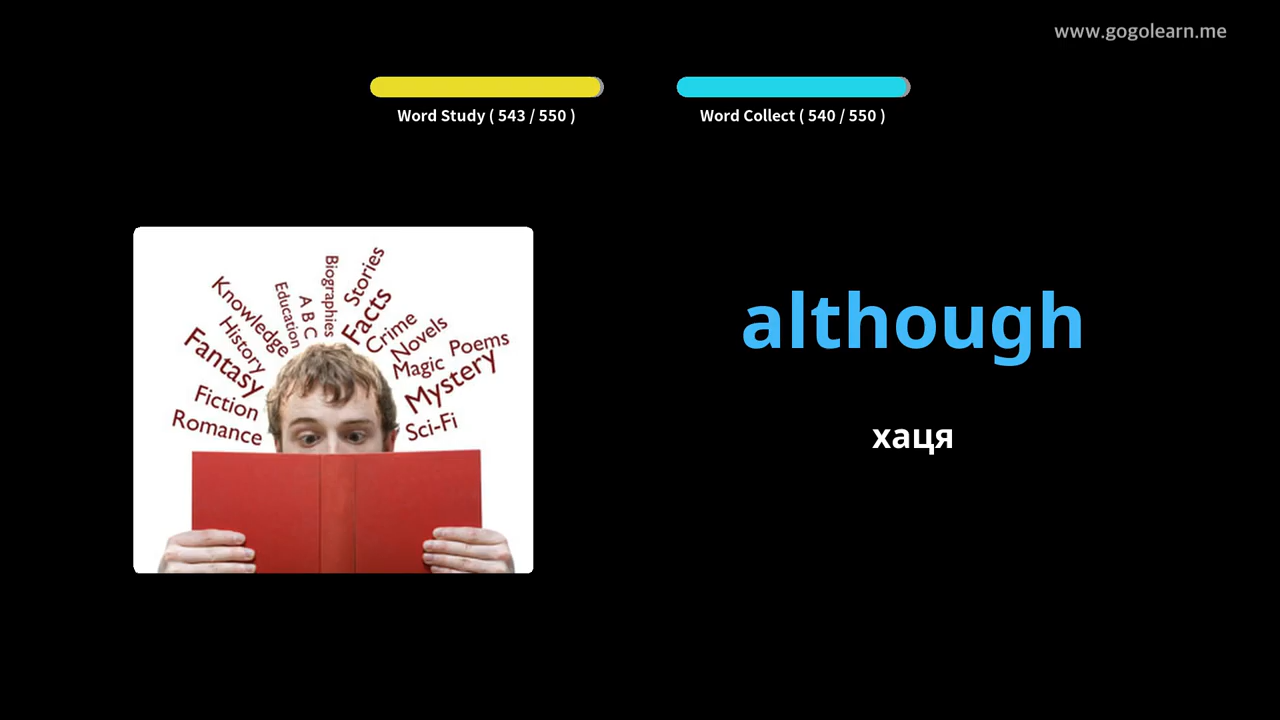 www.gogolearn.me
Word Study ( 543 / 550 )
Word Collect ( 540 / 550 )
Knowledge
Education
A B C
Biographies
Stories
Facts
History
Crime
Novels
Fantasy
Magic
Poems
Mystery
Fiction
Romance
Sci-Fi
although
хаця